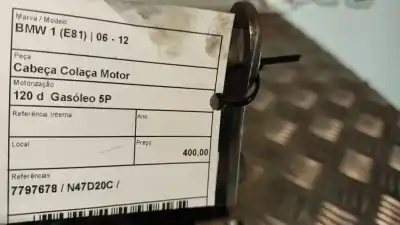 Marca / Modelo
BMW 1 (E81) | 06 - 12
Peça
Cabeça Colaça Motor
Motorização
120 d Gasóleo 5P
Referência Interna
Ano
Local
Preço
400,00
Referências
7797678 / N47D20C /